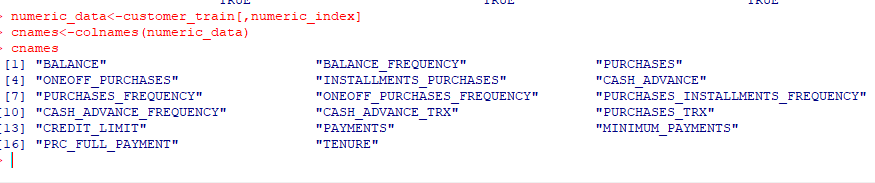 TRUE TRUE TRUE
> numeric_data<-customer_train[,numeric_index]
> cnames<-colnames(numeric_data)
> cnames
[1] "BALANCE" "BALANCE_FREQUENCY" "PURCHASES"
[4] "ONEOFF_PURCHASES" "INSTALLMENTS_PURCHASES" "CASH_ADVANCE"
[7] "PURCHASES_FREQUENCY" "ONEOFF_PURCHASES_FREQUENCY" "PURCHASES_INSTALLMENTS_FREQUENCY"
[10] "CASH_ADVANCE_FREQUENCY" "CASH_ADVANCE_TRX" "PURCHASES_TRX"
[13] "CREDIT_LIMIT" "PAYMENTS" "MINIMUM_PAYMENTS"
[16] "PRC_FULL_PAYMENT" "TENURE"
>